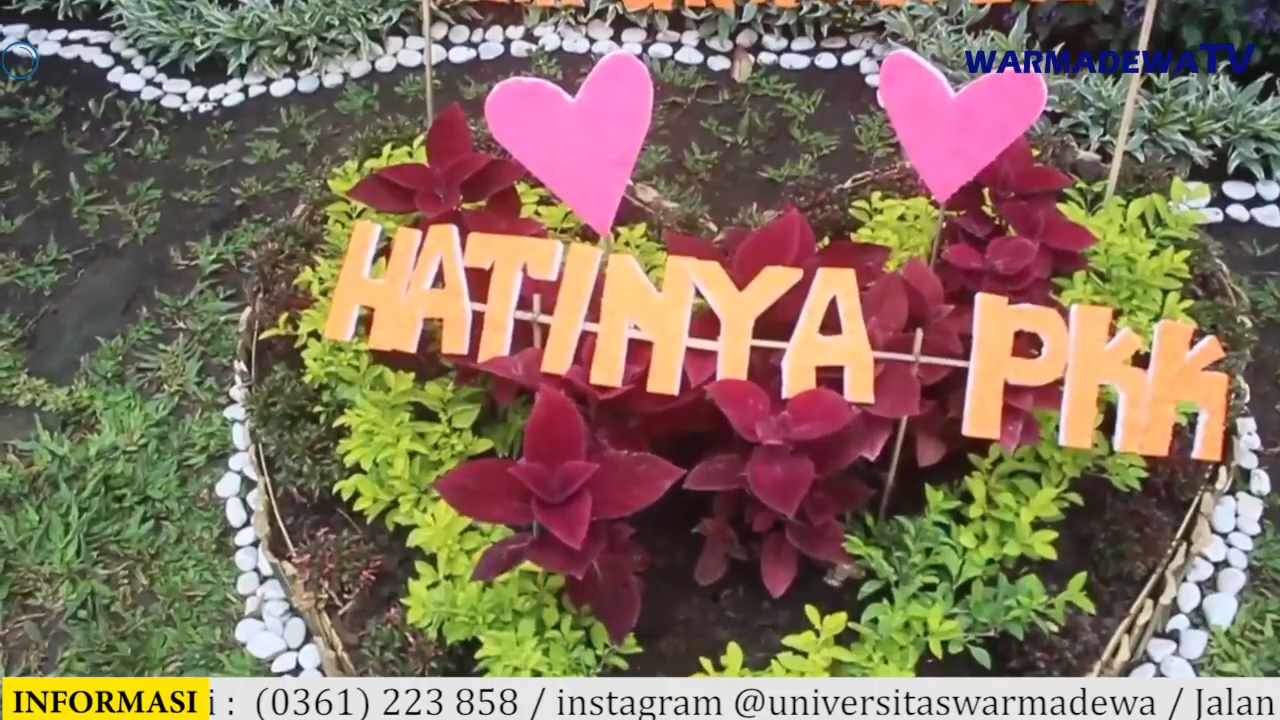 WARMADEWATV
HATINYA PKK
INFORMASI i : (0361) 223 858 / instagram @universitaswarmadewa / Jalan